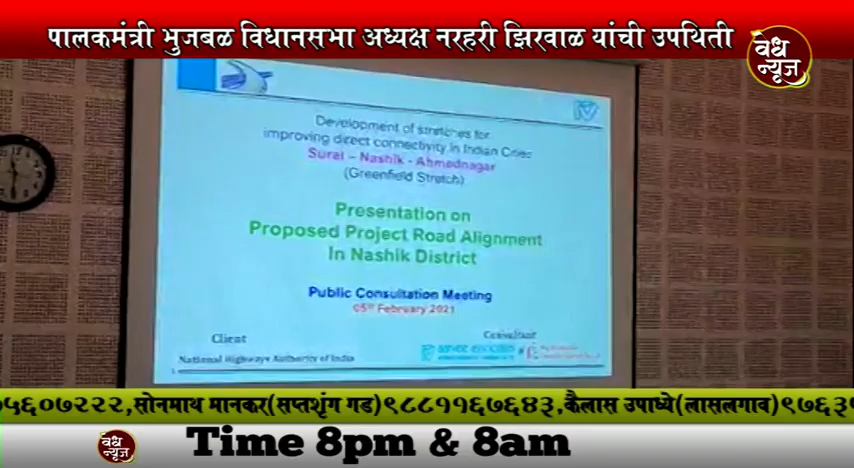 पालकमंत्री भुजबळ विधानसभा अध्यक्ष नरहरी झिरवाळ यांची उपथिती
वेध
न्यूज
Development of stretches for
improving direct connectivity in Indian Cities
Surat – Nashik - Ahmednagar
(Greenfield Stretch)
Presentation on
Proposed Project Road Alignment
In Nashik District
Public Consultation Meeting
05th February 2021
Client
Consultant
National Highways Authority of India
५६०७२२२,सोनमाथ मानकर(सप्तशृंग गड)९८८११६७६४३,कैलास उपाध्ये(लासलगाव)९७६३
वेध
न्यूज
Time 8pm & 8am